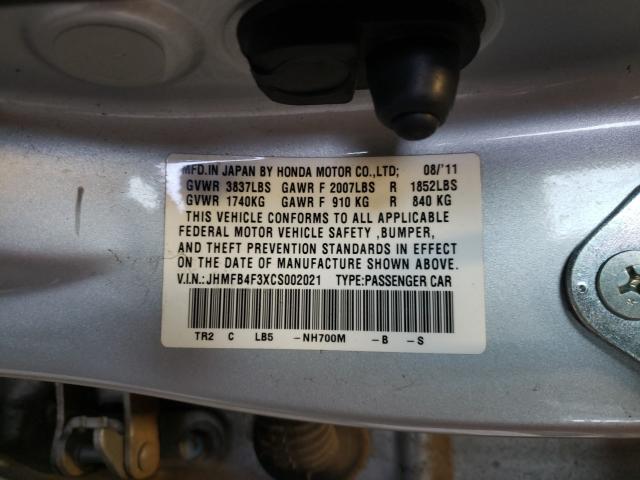 MFD.IN JAPAN BY HONDA MOTOR CO.,LTD; 08/'11
GVWR 3837LBS GAWR F 2007LBS R 1852LBS
GVWR 1740KG GAWR F 910 KG R 840 KG
THIS VEHICLE CONFORMS TO ALL APPLICABLE
FEDERAL MOTOR VEHICLE SAFETY ,BUMPER,
AND THEFT PREVENTION STANDARDS IN EFFECT
ON THE DATE OF MANUFACTURE SHOWN ABOVE.
V.I.N.:JHMFB4F3XCS002021 TYPE:PASSENGER CAR
TR2 C LB5 -NH700M -B -S